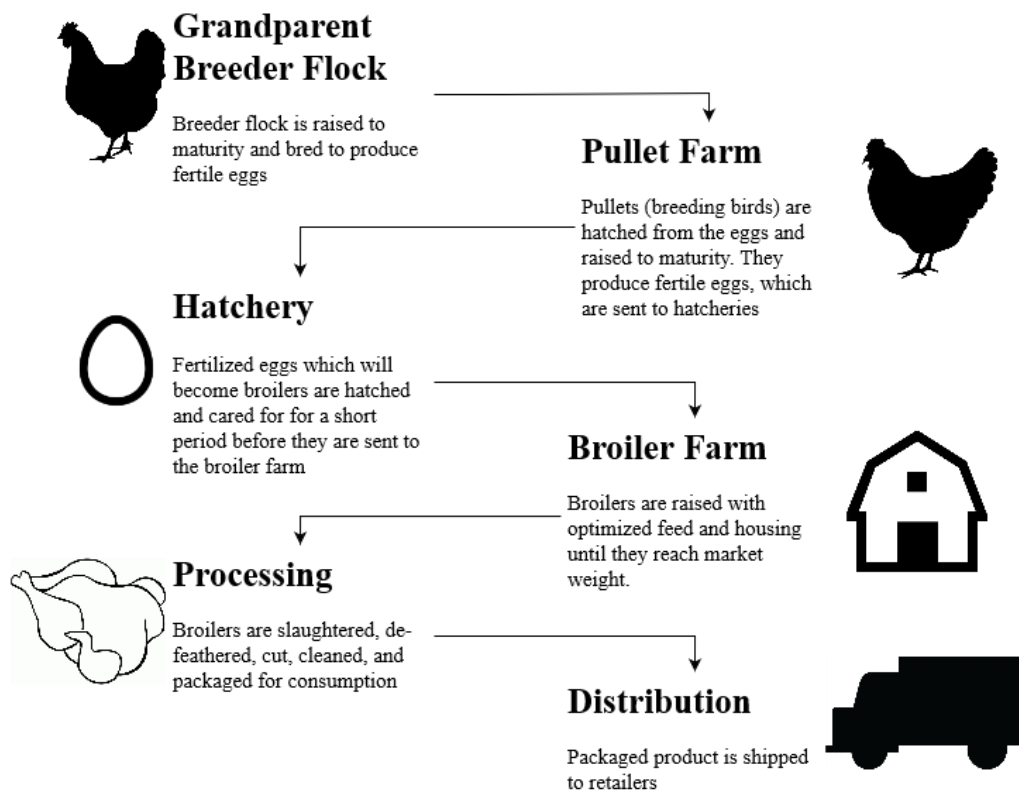 Grandparent
Breeder Flock
Breeder flock is raised to
maturity and bred to produce
fertile eggs
Pullet Farm
Pullets (breeding birds) are
hatched from the eggs and
raised to maturity. They
produce fertile eggs, which
are sent to hatcheries
Hatchery
Fertilized eggs which will
become broilers are hatched
and cared for for a short
period before they are sent to
the broiler farm
Broiler Farm
Broilers are raised with
optimized feed and housing
until they reach market
weight.
Processing
Broilers are slaughtered, de-
feathered, cut, cleaned, and
packaged for consumption
Distribution
Packaged product is shipped
to retailers